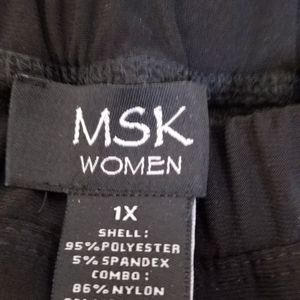 MSK
WOMEN
1X
SHELL:
95%POLYESTER
5%SPANDEX
COMBO:
86%NYLON